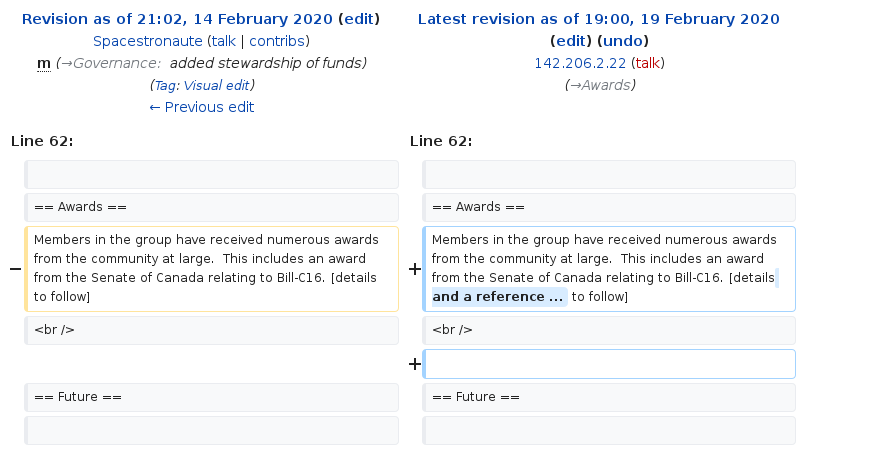 Revision as of 21:02, 14 February 2020 (edit)
Spacestronaute (talk | contribs)
m (→Governance: added stewardship of funds)
(Tag: Visual edit)
← Previous edit
Latest revision as of 19:00, 19 February 2020
(edit) (undo)
142.206.2.22 (talk)
(→Awards)
Line 62:
Line 62:
== Awards ==
== Awards ==
−
Members in the group have received numerous awards
from the community at large.  This includes an award
from the Senate of Canada relating to Bill-C16. [details
to follow]
+
Members in the group have received numerous awards
from the community at large.  This includes an award
from the Senate of Canada relating to Bill-C16. [details
and a reference ... to follow]
<br />
<br />
+
== Future ==
== Future ==